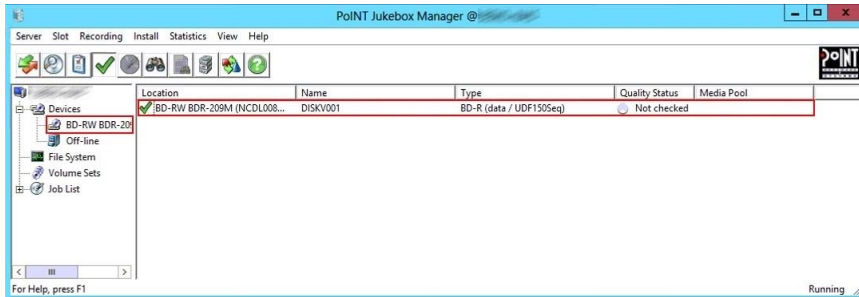 PoINT Jukebox Manager @
Server Slot Recording Install Statistics View Help
PoINT
Location Name Type Quality Status Media Pool
BD-RW BDR-209M (NCDL008... DISKV001 BD-R (data / UDF150Seq) Not checked
Devices
BD-RW BDR-209
Off-line
File System
Volume Sets
Job List
For Help, press F1 Running